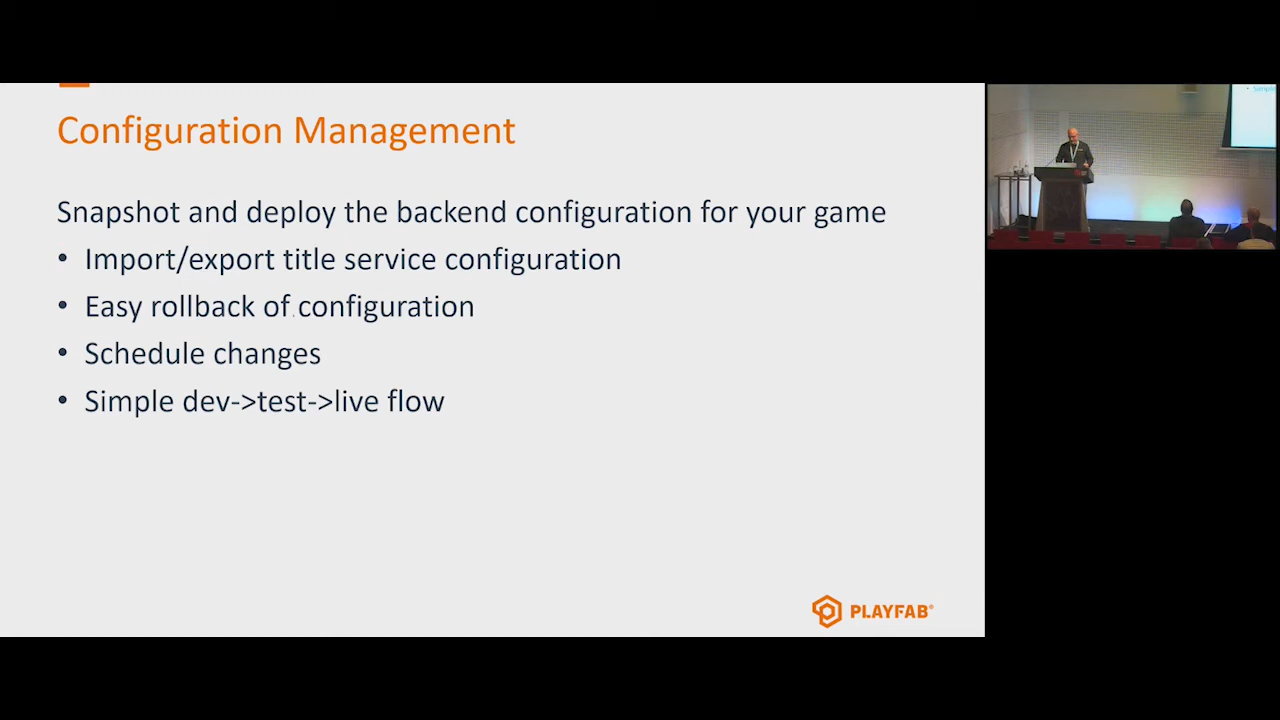 Configuration Management
Snapshot and deploy the backend configuration for your game
• Import/export title service configuration
• Easy rollback of configuration
• Schedule changes
• Simple dev->test->live flow
PLAYFAB®